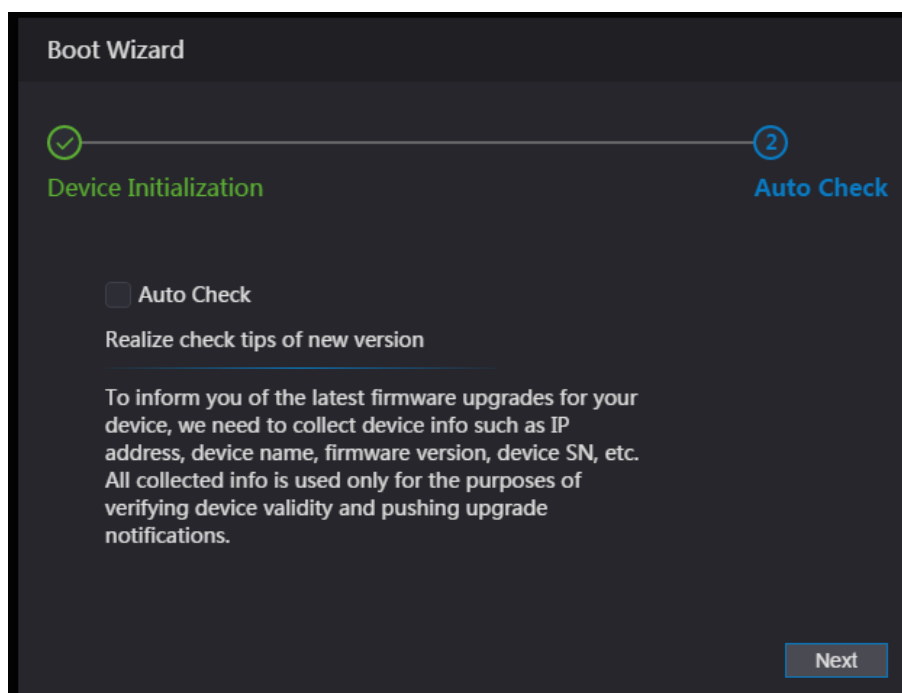 Boot Wizard
2
Device Initialization
Auto Check
Auto Check
Realize check tips of new version
To inform you of the latest firmware upgrades for your
device, we need to collect device info such as IP
address, device name, firmware version, device SN, etc.
All collected info is used only for the purposes of
verifying device validity and pushing upgrade
notifications.
Next